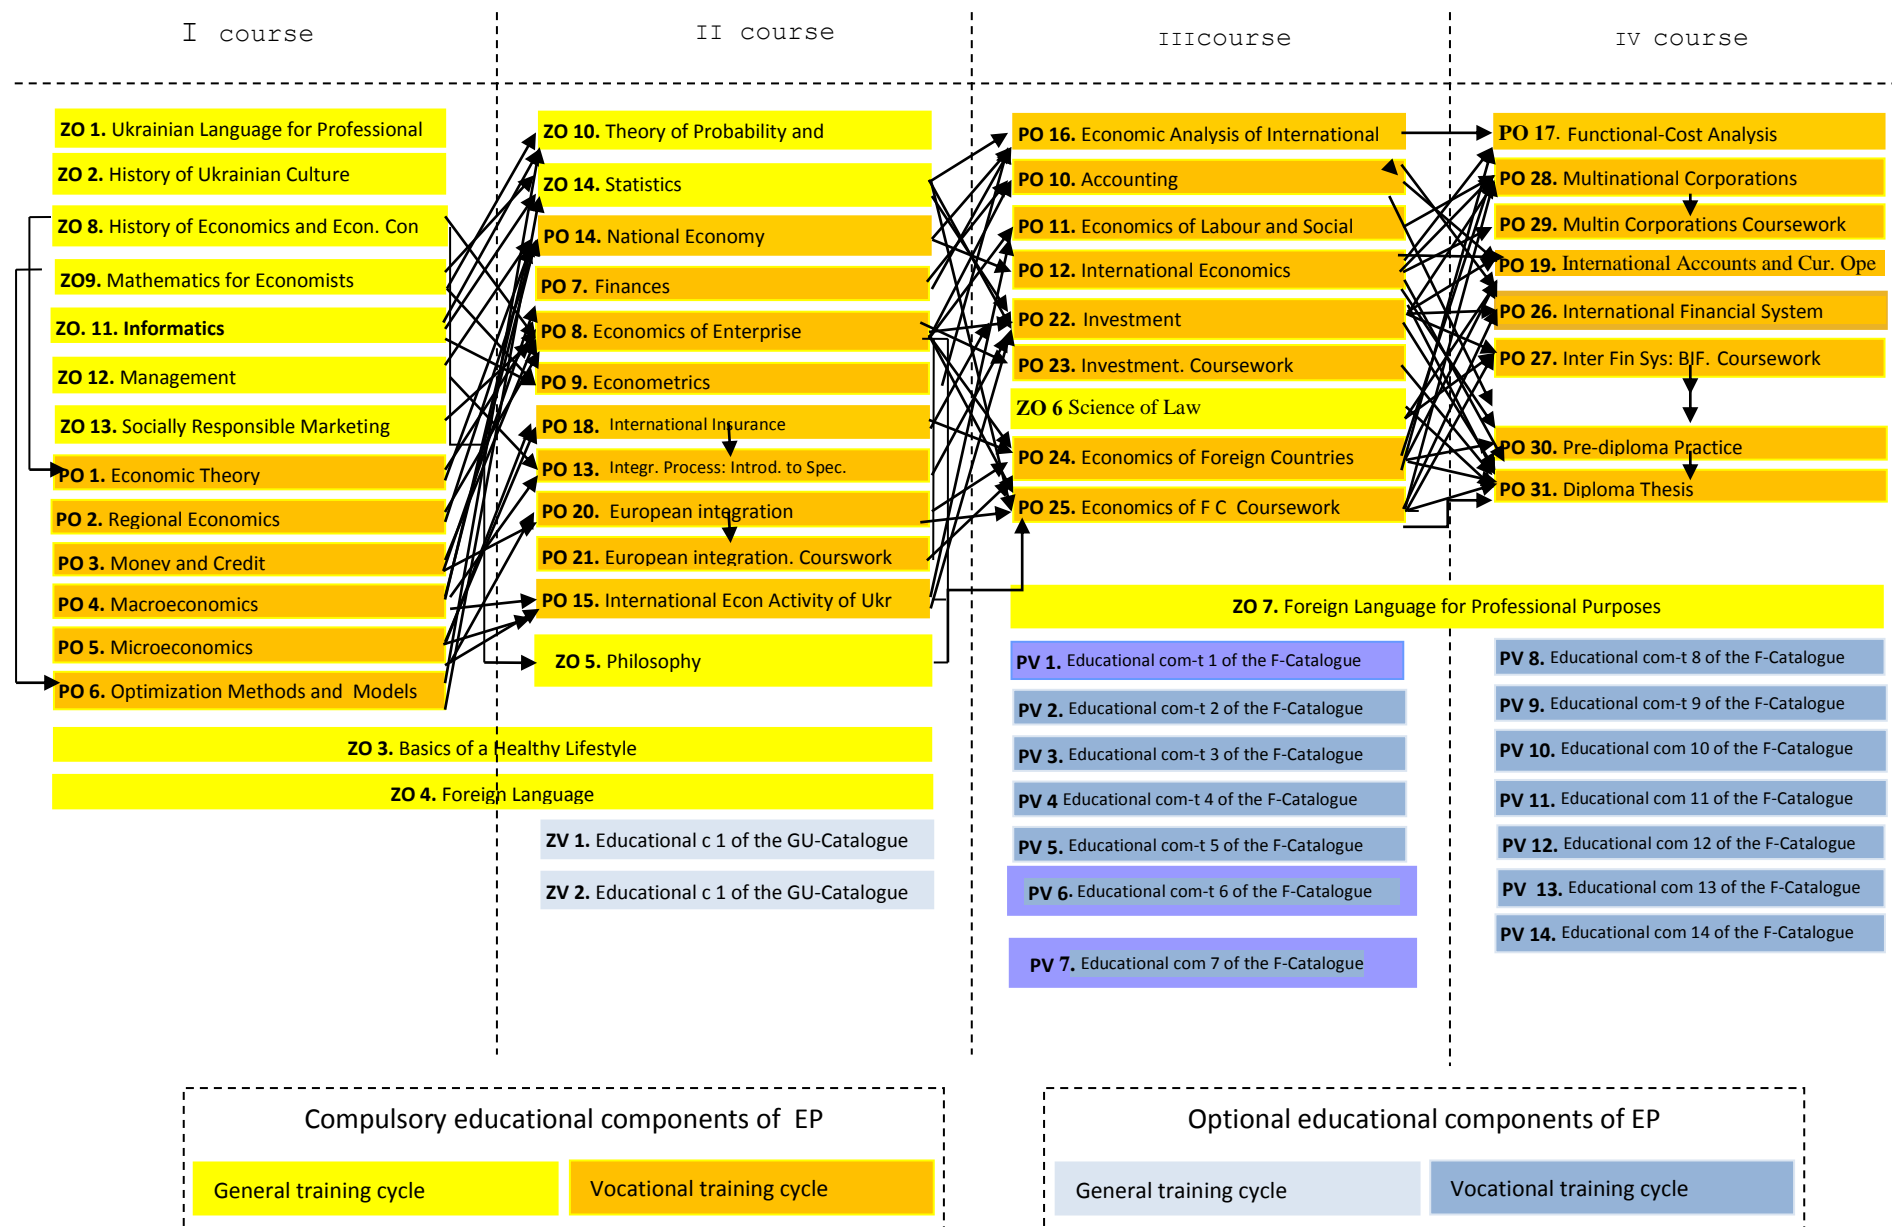 I course
II course
IIIcourse
IV course
ZO 1. Ukrainian Language for Professional
ZO 2. History of Ukrainian Culture
ZO 8. History of Economics and Econ. Con
ZO9. Mathematics for Economists
ZO. 11. Informatics
ZO 12. Management
ZO 13. Socially Responsible Marketing
PO 1. Economic Theory
PO 2. Regional Economics
PO 3. Money and Credit
PO 4. Macroeconomics
PO 5. Microeconomics
PO 6. Optimization Methods and Models
ZO 10. Theory of Probability and
ZO 14. Statistics
PO 14. National Economy
PO 7. Finances
PO 8. Economics of Enterprise
PO 9. Econometrics
PO 18. International Insurance
PO 13. Integr. Process: Introd. to Spec.
PO 20. European integration
PO 21. European integration. Courswork
PO 15. International Econ Activity of Ukr
ZO 5. Philosophy
ZO 3. Basics of a Healthy Lifestyle
ZO 4. Foreign Language
ZV 1. Educational c 1 of the GU-Catalogue
ZV 2. Educational c 1 of the GU-Catalogue
PO 16. Economic Analysis of International
PO 10. Accounting
PO 11. Economics of Labour and Social
PO 12. International Economics
PO 22. Investment
PO 23. Investment. Coursework
ZO 6 Science of Law
PO 24. Economics of Foreign Countries
PO 25. Economics of F C Coursework
PO 17. Functional-Cost Analysis
PO 28. Multinational Corporations
PO 29. Multin Corporations Coursework
PO 19. International Accounts and Cur. Ope
PO 26. International Financial System
PO 27. Inter Fin Sys: BIF. Coursework
PO 30. Pre-diploma Practice
PO 31. Diploma Thesis
ZO 7. Foreign Language for Professional Purposes
PV 1. Educational com-t 1 of the F-Catalogue
PV 2. Educational com-t 2 of the F-Catalogue
PV 3. Educational com-t 3 of the F-Catalogue
PV 4 Educational com-t 4 of the F-Catalogue
PV 5. Educational com-t 5 of the F-Catalogue
PV 6. Educational com-t 6 of the F-Catalogue
PV 7. Educational com 7 of the F-Catalogue
PV 8. Educational com-t 8 of the F-Catalogue
PV 9. Educational com-t 9 of the F-Catalogue
PV 10. Educational com 10 of the F-Catalogue
PV 11. Educational com 11 of the F-Catalogue
PV 12. Educational com 12 of the F-Catalogue
PV 13. Educational com 13 of the F-Catalogue
PV 14. Educational com 14 of the F-Catalogue
Compulsory educational components of EP
General training cycle
Vocational training cycle
Optional educational components of EP
General training cycle
Vocational training cycle